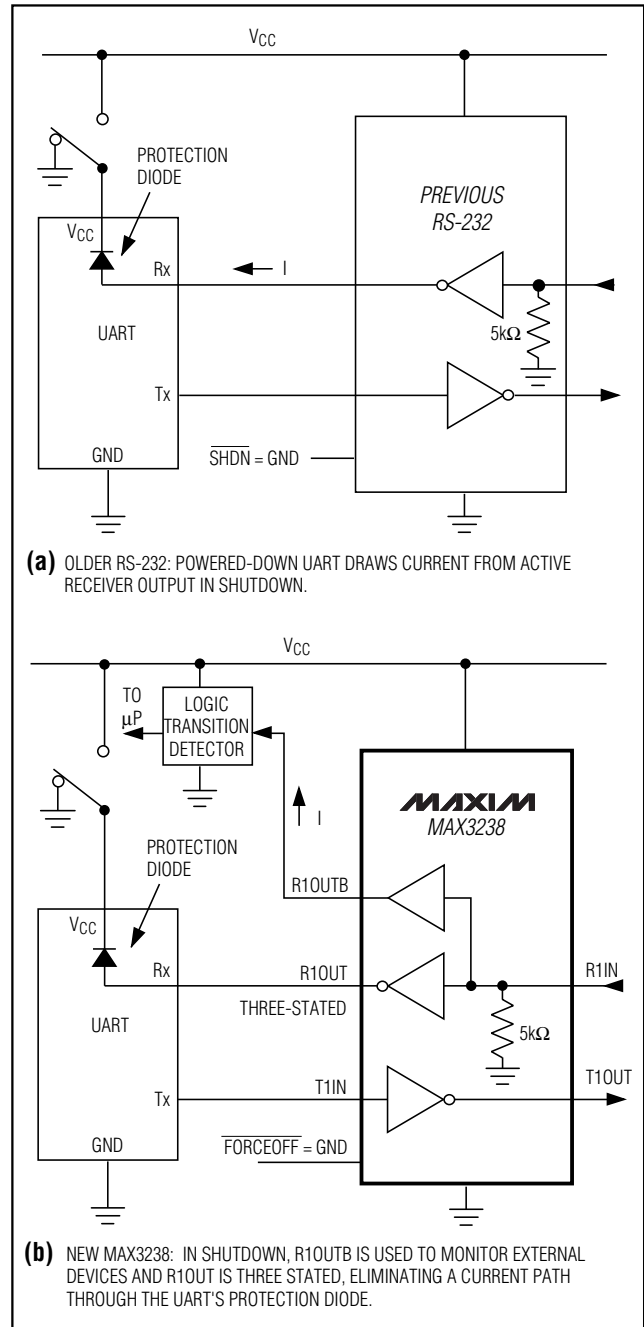 VCC
PROTECTION
DIODE
PREVIOUS
RS-232
VCC
Rx
I
UART
5kΩ
Tx
GND
SHDN = GND
(a) OLDER RS-232: POWERED-DOWN UART DRAWS CURRENT FROM ACTIVE
RECEIVER OUTPUT IN SHUTDOWN.
VCC
TO
µP
LOGIC
TRANSITION
DETECTOR
MAXIM
MAX3238
I
PROTECTION
DIODE
R1OUTB
VCC
Rx
R1OUT
R1IN
THREE-STATED
UART
5kΩ
Tx
T1IN
T1OUT
GND
FORCEOFF = GND
(b) NEW MAX3238: IN SHUTDOWN, R1OUTB IS USED TO MONITOR EXTERNAL
DEVICES AND R1OUT IS THREE STATED, ELIMINATING A CURRENT PATH
THROUGH THE UART'S PROTECTION DIODE.